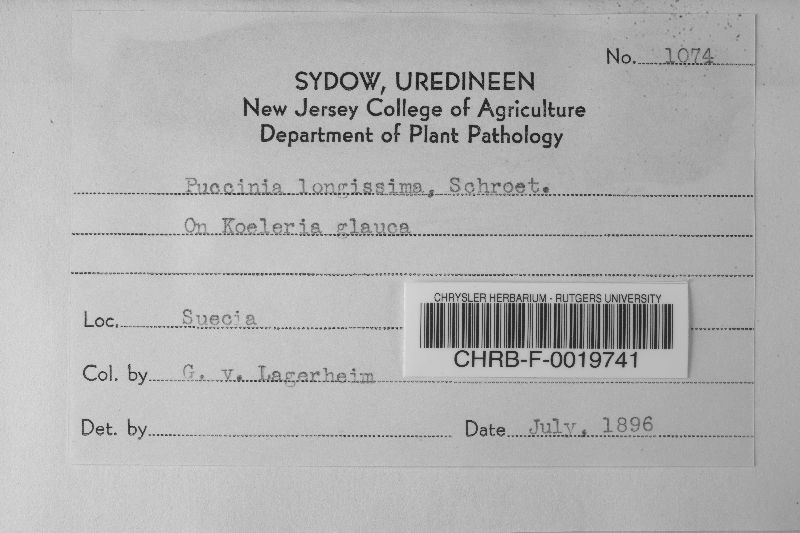 No. 1074
SYDOW, UREDINEEN
New Jersey College of Agriculture
Department of Plant Pathology
Puccinia longissima, Schroet.
On Koeleria glauca
Loc. Suecia
CHRYSLER HERBARIUM - RUTGERS UNIVERSITY
CHRB-F-0019741
Col. by G. v. Lagerheim
Det. by
Date July, 1896